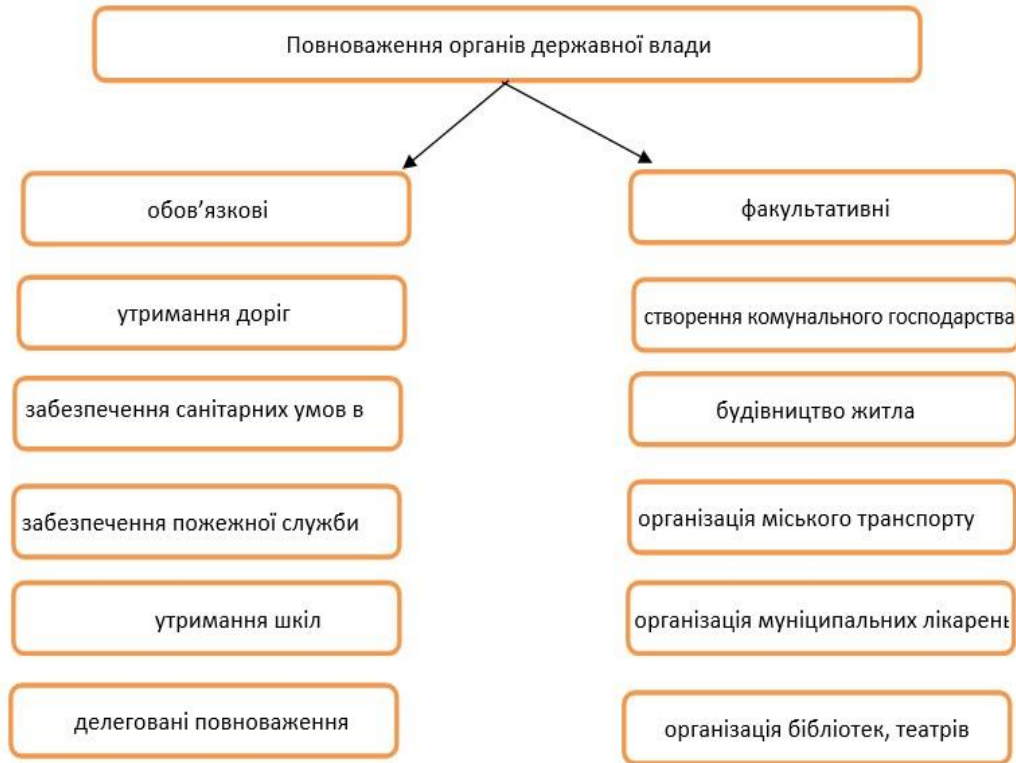 Повноваження органів державної влади
обов’язкові
факультативні
утримання доріг
створення комунального господарства
забезпечення санітарних умов в
будівництво житла
забезпечення пожежної служби
організація міського транспорту
утримання шкіл
організація муніципальних лікарень
делеговані повноваження
організація бібліотек, театрів